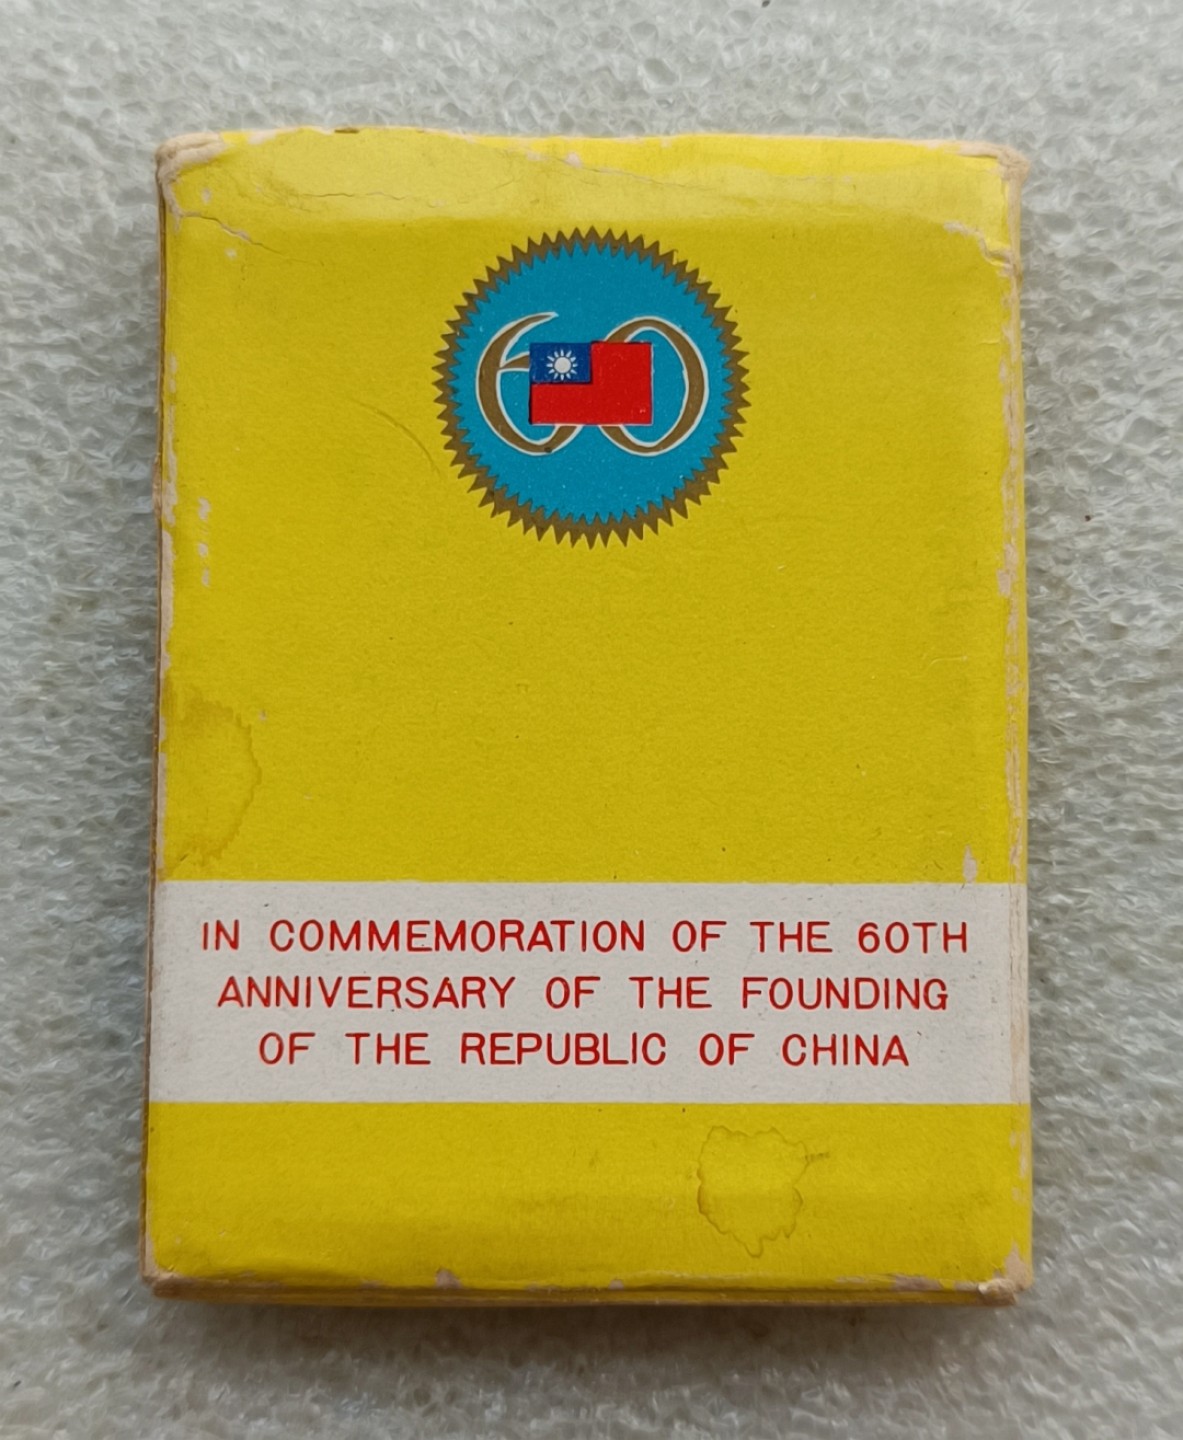 60
IN COMMEMORATION OF THE 60TH
ANNIVERSARY OF THE FOUNDING
OF THE REPUBLIC OF CHINA